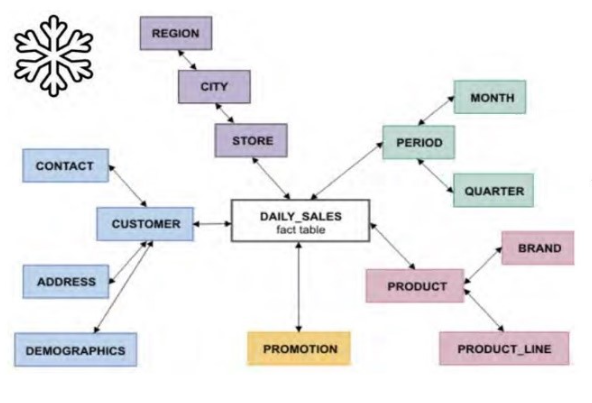 REGION
CITY
MONTH
STORE
PERIOD
CONTACT
QUARTER
CUSTOMER
DAILY_SALES
fact table
BRAND
ADDRESS
PRODUCT
DEMOGRAPHICS
PROMOTION
PRODUCT_LINE